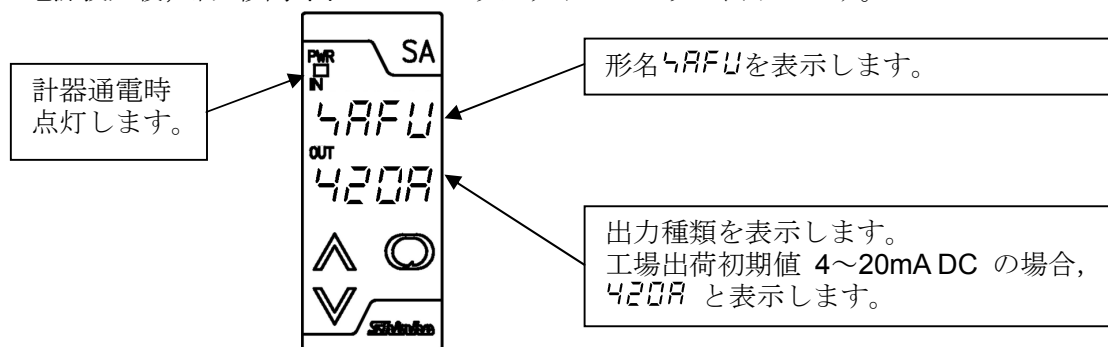 計器通電時
点灯します。
PWR
SA
IN
SAFU
OUT
420A
Shinko
形名SAFUを表示します。
出力種類を表示します。
工場出荷初期値 4～20mA DC の場合,
420A と表示します。